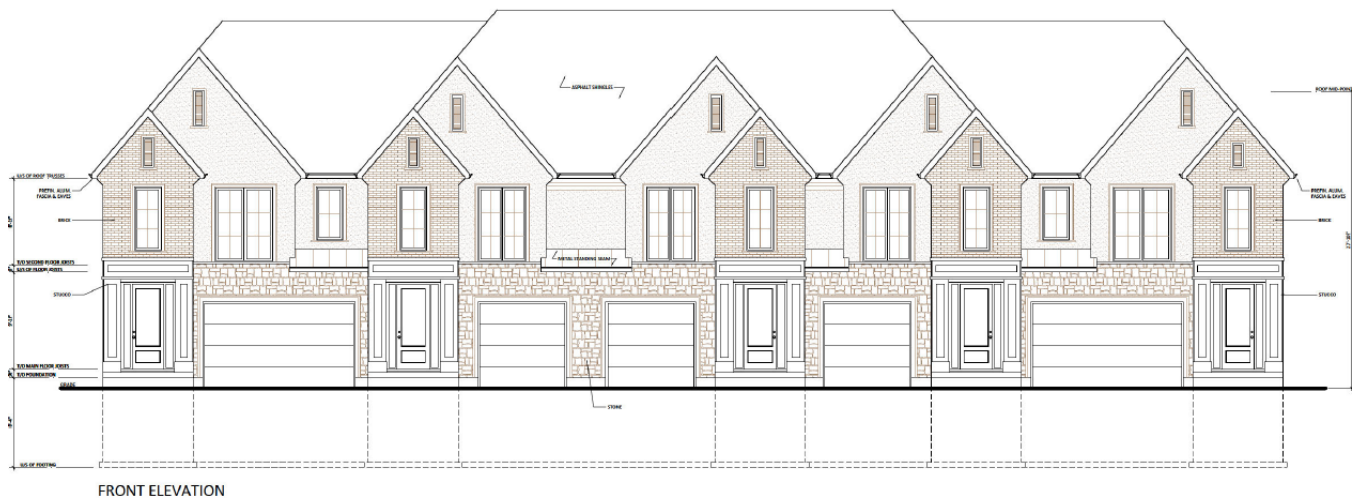 ASPHALT SHINGLES
ROOF MID-POINT
U/S OF ROOF TRUSSES
PREFIN. ALUM.
FASCIA & EAVES
PREFIN. ALUM.
FASCIA & EAVES
BRICK
BRICK
T/O SECOND FLOOR JOISTS
U/S OF FLOOR JOISTS
METAL STANDING SEAM
STUCCO
STUCCO
T/O MAIN FLOOR JOISTS
T/O FOUNDATION
GRADE
STONE
U/S OF FOOTING
FRONT ELEVATION